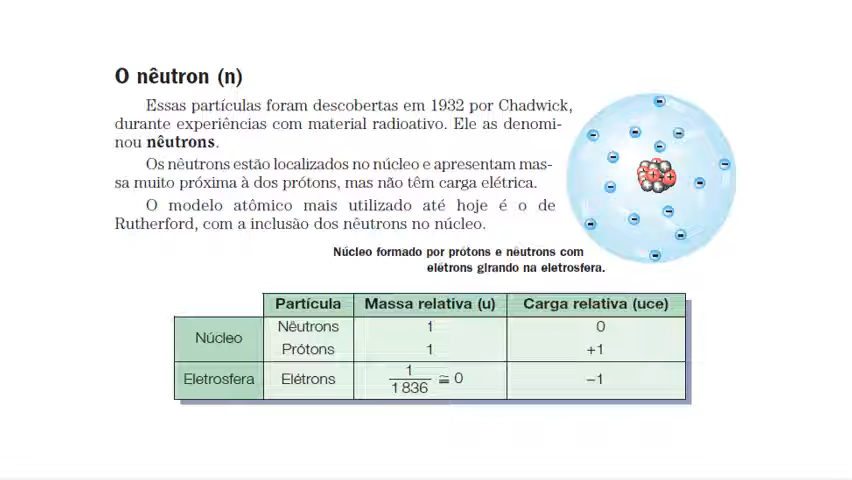 O nêutron (n)
Essas partículas foram descobertas em 1932 por Chadwick,
durante experiências com material radioativo. Ele as denomi-
nou nêutrons.
Os nêutrons estão localizados no núcleo e apresentam mas-
sa muito próxima à dos prótons, mas não têm carga elétrica.
O modelo atômico mais utilizado até hoje é o de
Rutherford, com a inclusão dos nêutrons no núcleo.
Núcleo formado por prótons e nêutrons com
elétrons girando na eletrosfera.
Partícula Massa relativa (u) Carga relativa (uce)
Núcleo
Nêutrons 1 0
Prótons 1 +1
Eletrosfera Elétrons 1/1 836 ≅ 0 −1